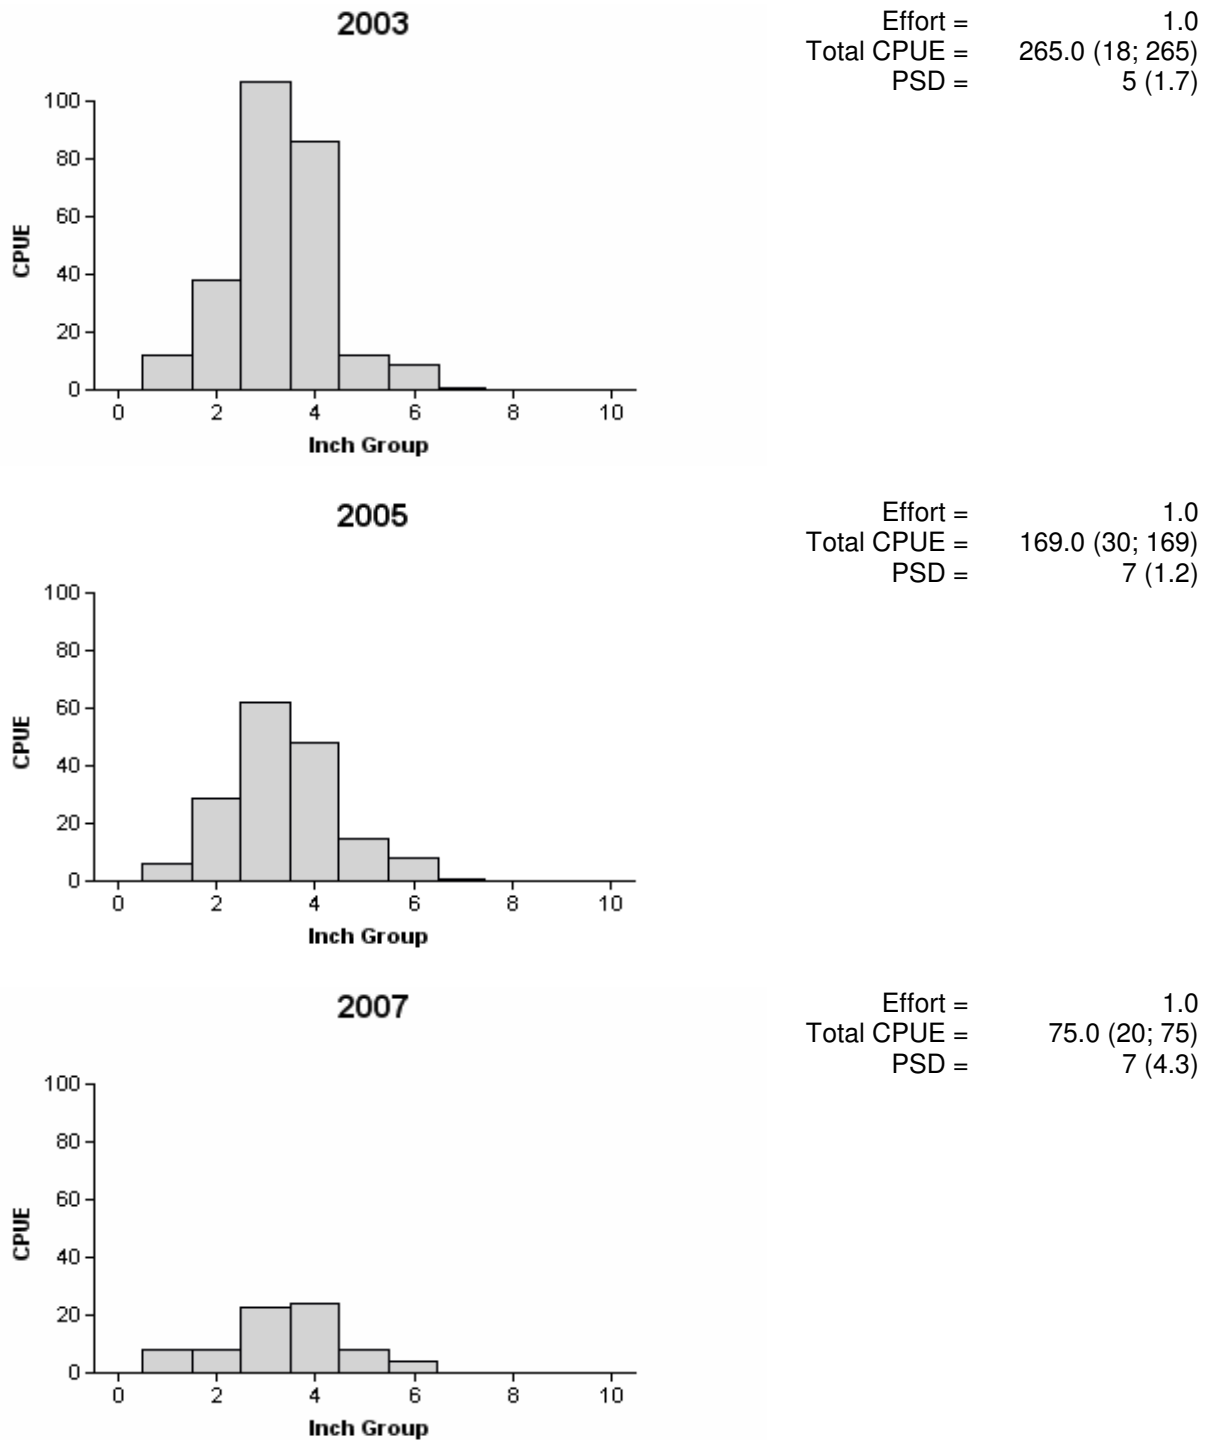 2003
Effort = 1.0
Total CPUE = 265.0 (18; 265)
PSD = 5 (1.7)
100
80
60
40
20
0
CPUE
0 2 4 6 8 10
Inch Group
2005
Effort = 1.0
Total CPUE = 169.0 (30; 169)
PSD = 7 (1.2)
100
80
60
40
20
0
CPUE
0 2 4 6 8 10
Inch Group
2007
Effort = 1.0
Total CPUE = 75.0 (20; 75)
PSD = 7 (4.3)
100
80
60
40
20
0
CPUE
0 2 4 6 8 10
Inch Group